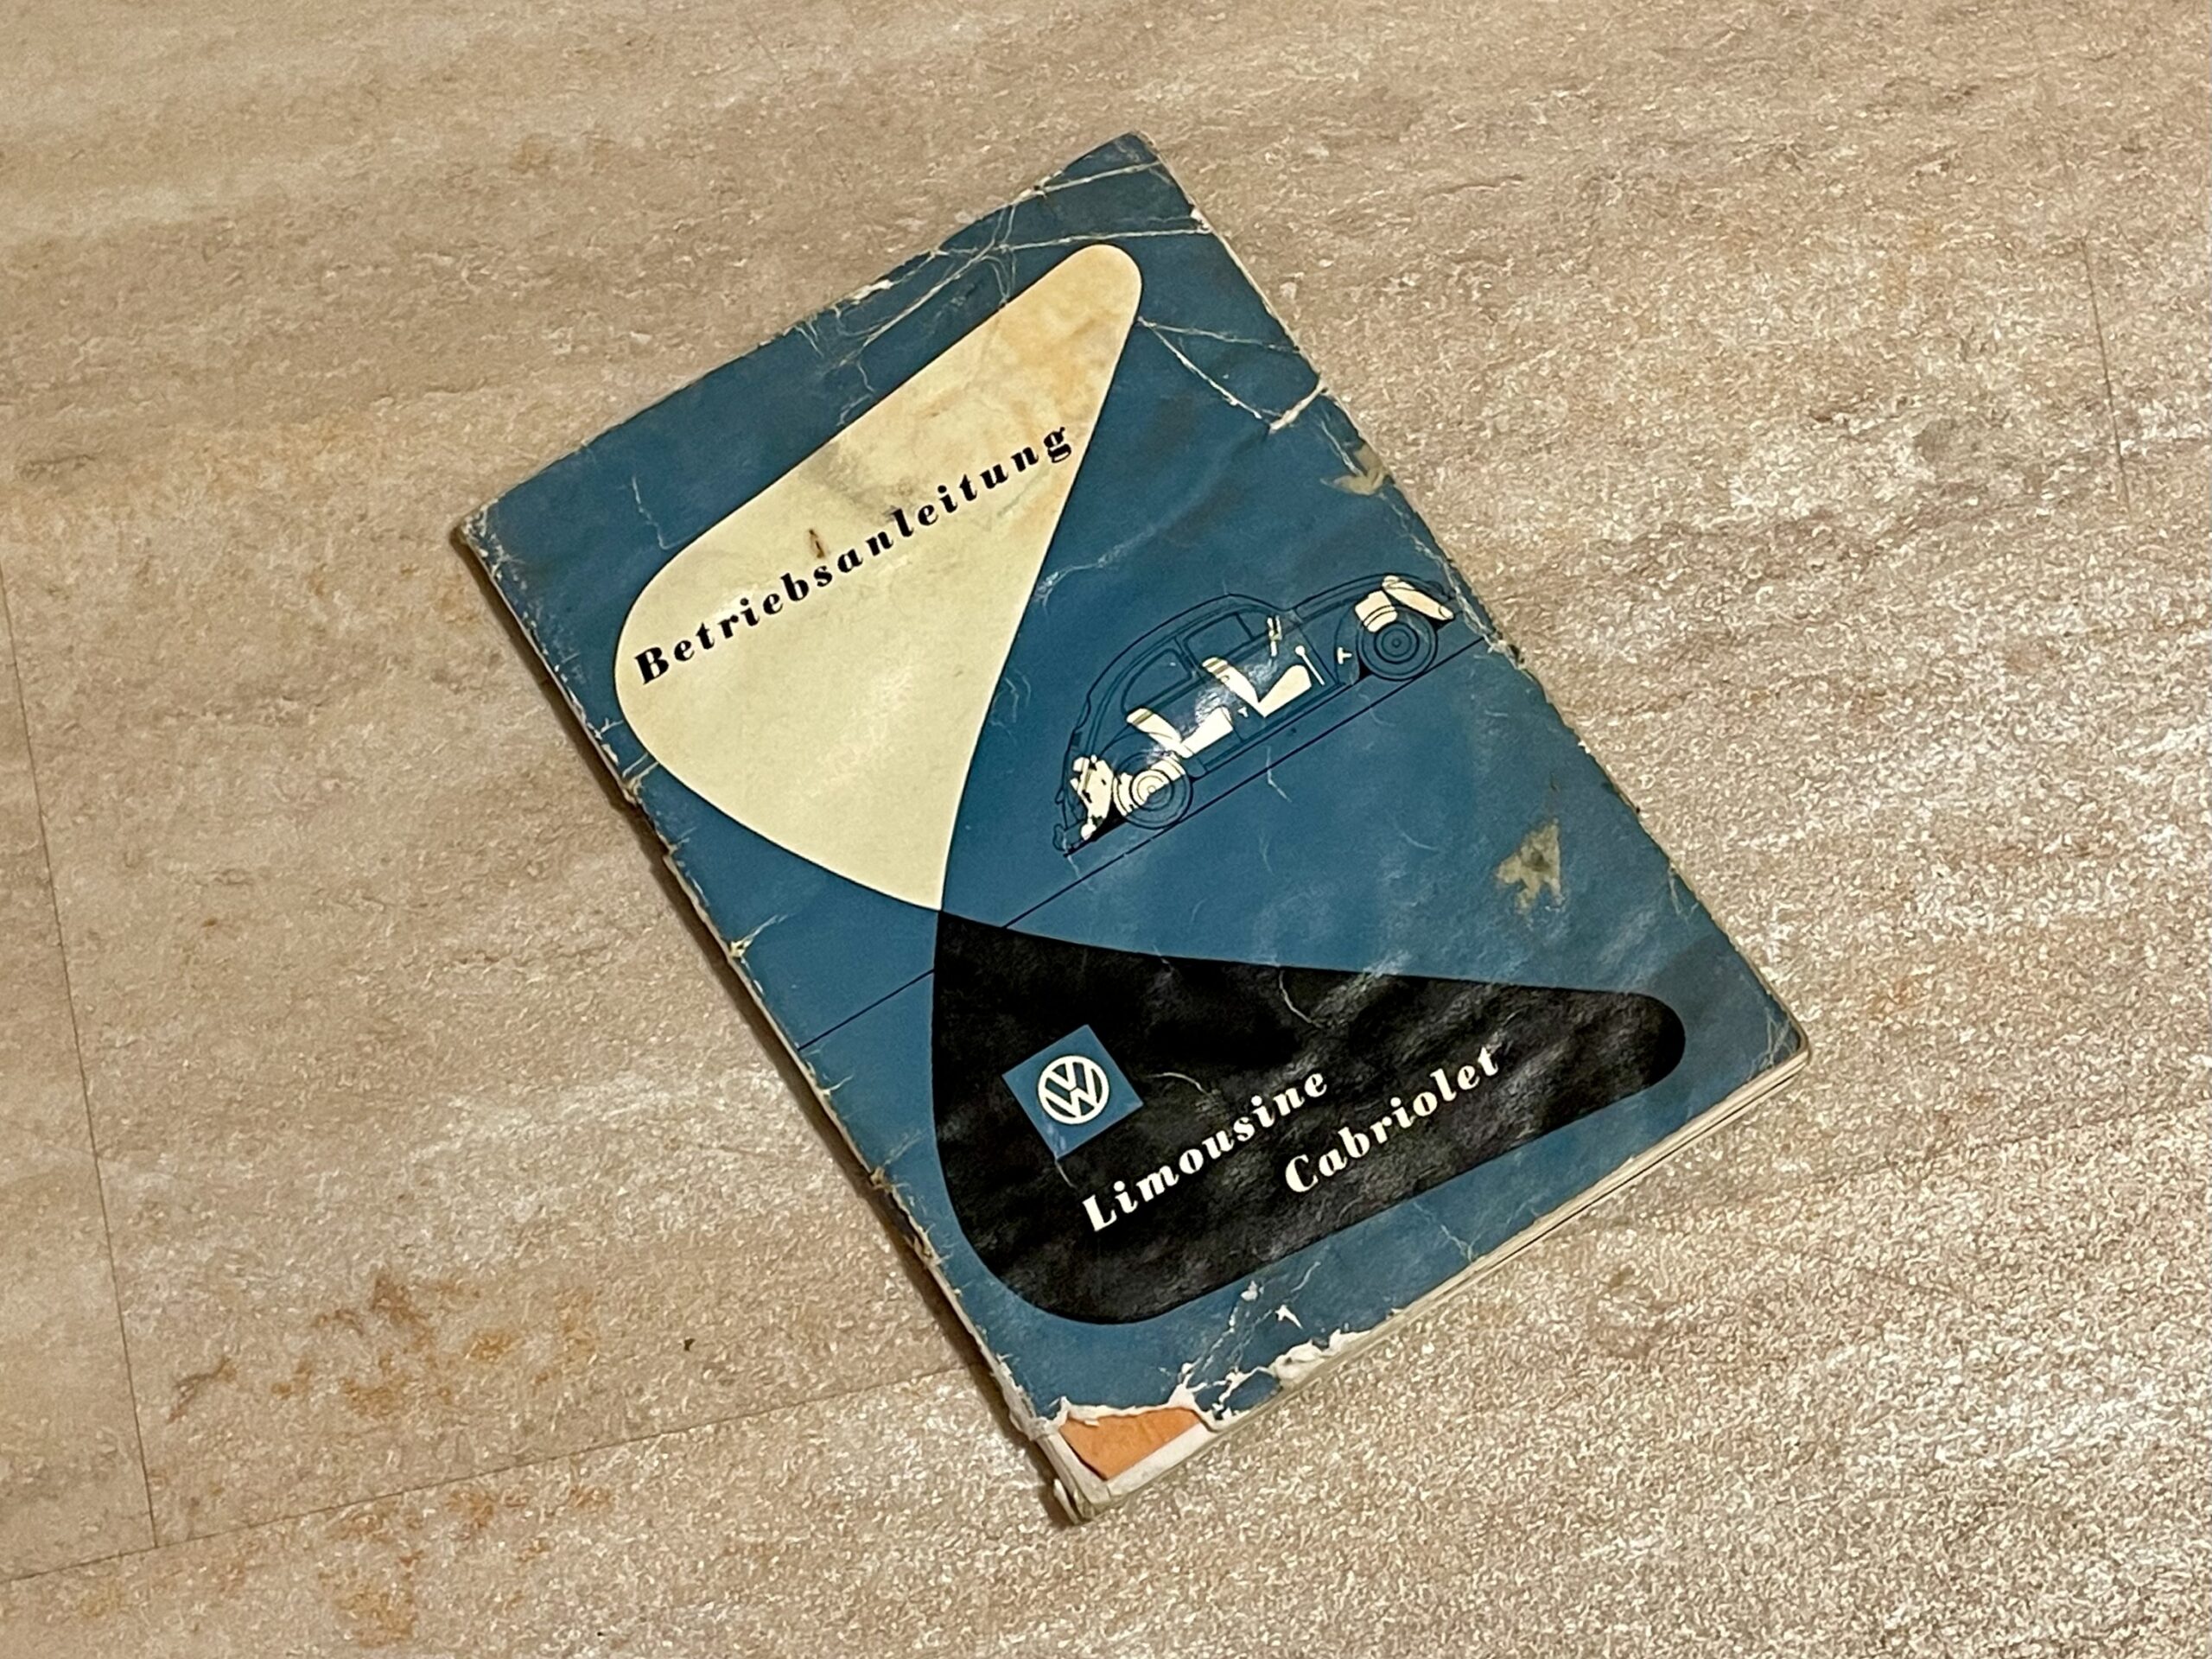 Betriebsanleitung
VW
Limousine
Cabriolet